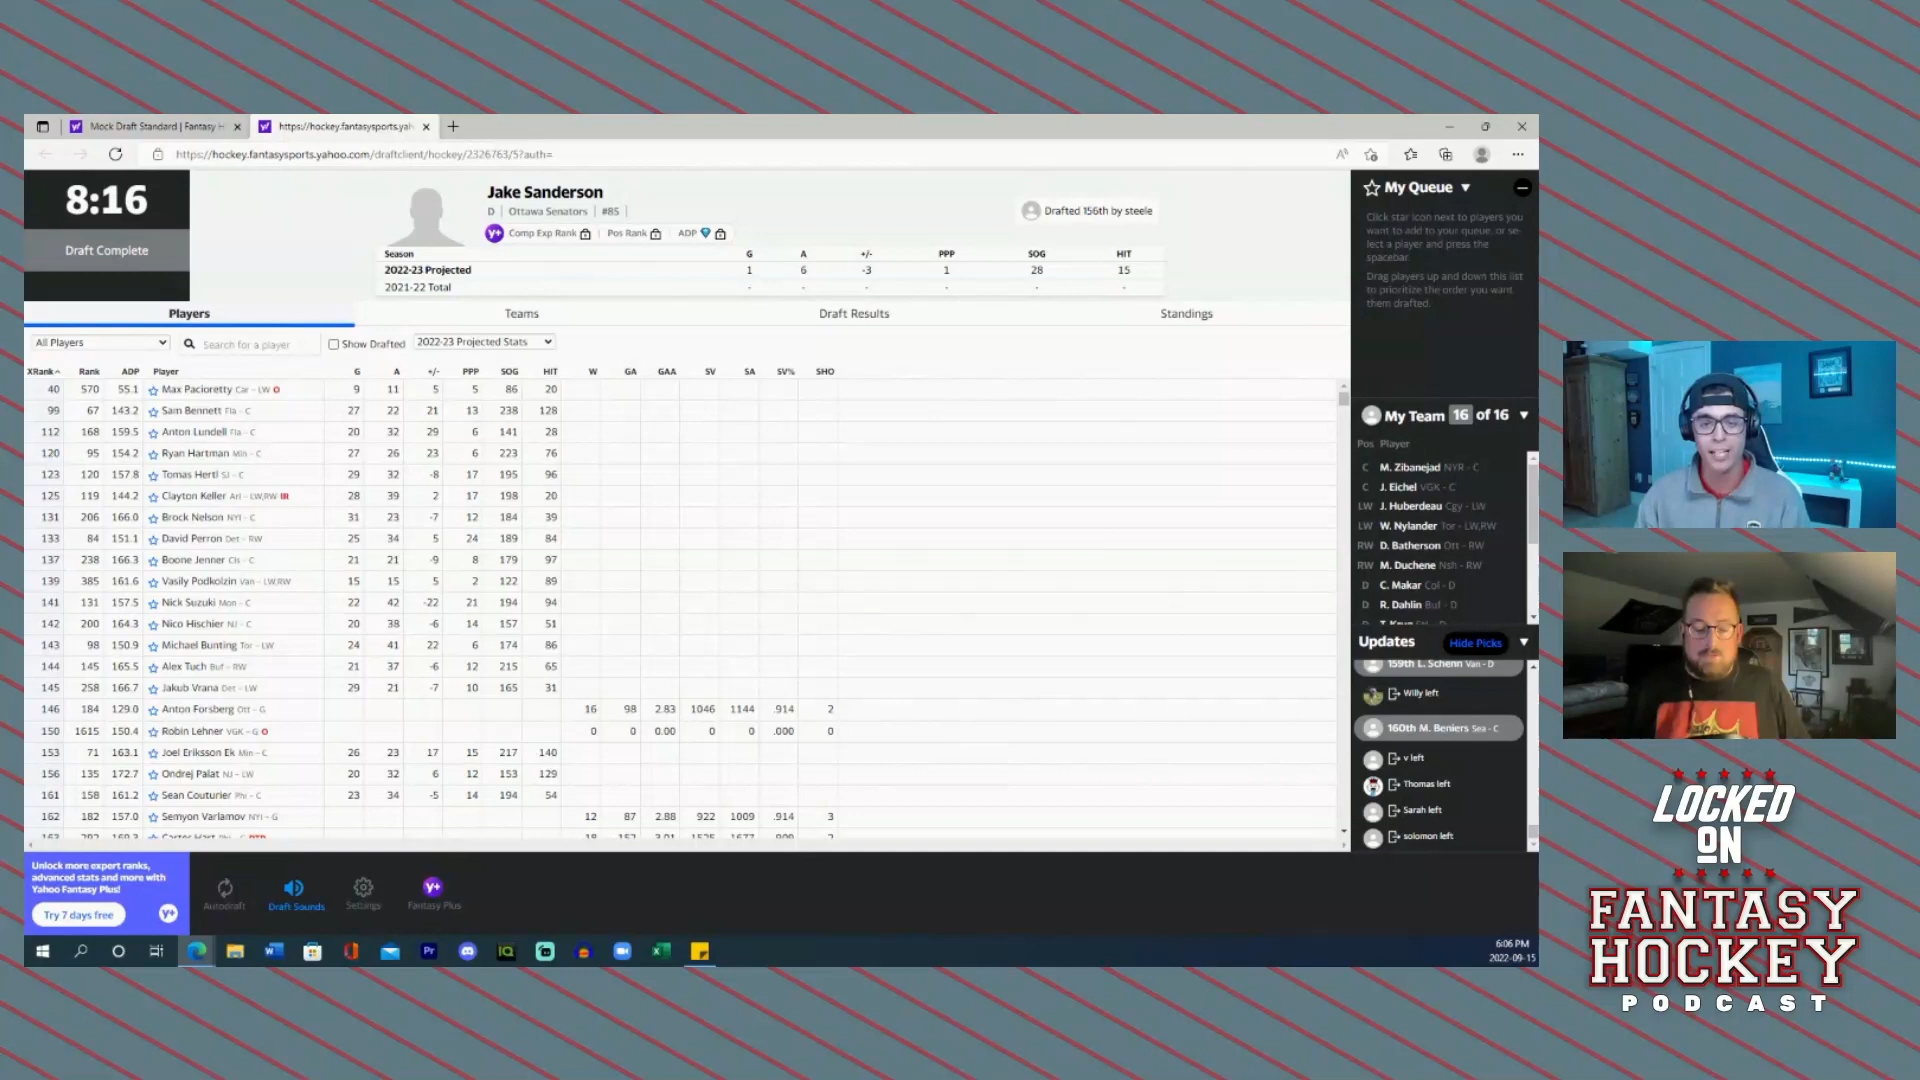 Mock Draft Standard | Fantasy H
https://hockey.fantasysports.yah
https://hockey.fantasysports.yahoo.com/draftclient/hockey/2326763/5?auth=
8:16
Draft Complete
Jake Sanderson
D | Ottawa Senators | #85 |
Comp Exp Rank Pos Rank ADP
Drafted 156th by steele
Season G A +/- PPP SOG HIT
2022-23 Projected 1 6 -3 1 28 15
2021-22 Total - - - - - -
Players Teams Draft Results Standings
All Players Search for a player Show Drafted 2022-23 Projected Stats
XRank Rank ADP Player G A +/- PPP SOG HIT W GA GAA SV SA SV% SHO
40 570 55.1 Max Pacioretty Car - LW O 9 11 5 5 86 20
99 67 143.2 Sam Bennett Fla - C 27 22 21 13 238 128
112 168 159.5 Anton Lundell Fla - C 20 32 29 6 141 28
120 95 154.2 Ryan Hartman Min - C 27 26 23 6 223 76
123 120 157.8 Tomas Hertl SJ - C 29 32 -8 17 195 96
125 119 144.2 Clayton Keller Ari - LW,RW IR 28 39 2 17 198 20
131 206 166.0 Brock Nelson NYI - C 31 23 -7 12 184 39
133 84 151.1 David Perron Det - RW 25 34 5 24 189 84
137 238 166.3 Boone Jenner Cls - C 21 21 -9 8 179 97
139 385 161.6 Vasily Podkolzin Van - LW,RW 15 15 5 2 122 89
141 131 157.5 Nick Suzuki Mon - C 22 42 -22 21 194 94
142 200 164.3 Nico Hischier NJ - C 20 38 -6 14 157 51
143 98 150.9 Michael Bunting Tor - LW 24 41 22 6 174 86
144 145 165.5 Alex Tuch Buf - RW 21 37 -6 12 215 65
145 258 166.7 Jakub Vrana Det - LW 29 21 -7 10 165 31
146 184 129.0 Anton Forsberg Ott - G 16 98 2.83 1046 1144 .914 2
150 1615 150.4 Robin Lehner VGK - G O 0 0 0.00 0 0 .000 0
153 71 163.1 Joel Eriksson Ek Min - C 26 23 17 15 217 140
156 135 172.7 Ondrej Palat NJ - LW 20 32 6 12 153 129
161 158 161.2 Sean Couturier Phi - C 23 34 -5 14 194 54
162 182 157.0 Semyon Varlamov NYI - G 12 87 2.88 922 1009 .914 3
My Queue
Click star icon next to players you
want to add to your queue, or se-
lect a player and press the
spacebar.
Drag players up and down this list
to prioritize the order you want
them drafted.
My Team 16 of 16
Pos Player
C M. Zibanejad NYR - C
C J. Eichel VGK - C
LW J. Huberdeau Cgy - LW
LW W. Nylander Tor - LW,RW
RW D. Batherson Ott - RW
RW M. Duchene Nsh - RW
D C. Makar Col - D
D R. Dahlin Buf - D
Updates Hide Picks
159th L. Schenn Van - D
Willy left
160th M. Beniers Sea - C
v left
Thomas left
Sarah left
solomon left
Unlock more expert ranks,
advanced stats and more with
Yahoo Fantasy Plus!
Try 7 days free
y+
Autodraft Draft Sounds Settings Fantasy Plus
6:06 PM
2022-09-15
LOCKED
ON
FANTASY
HOCKEY
PODCAST